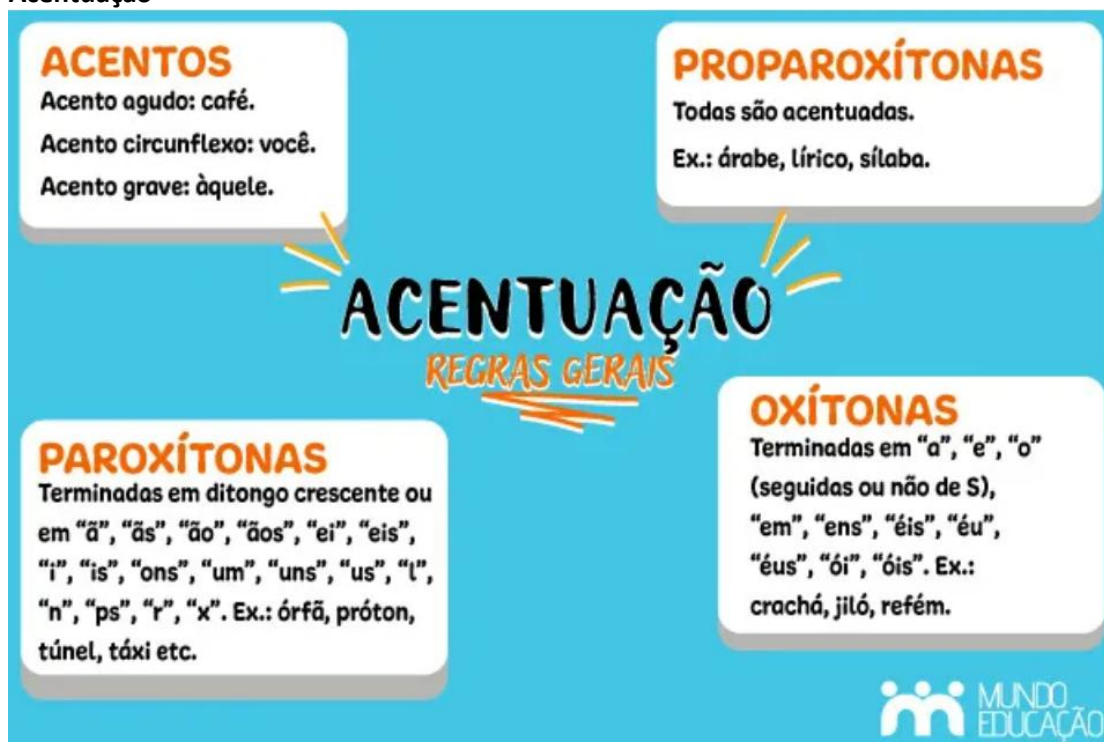 Acentuação
ACENTOS
Acento agudo: café.
Acento circunflexo: você.
Acento grave: àquele.
PROPAROXÍTONAS
Todas são acentuadas.
Ex.: árabe, lírico, sílaba.
ACENTUAÇÃO
REGRAS GERAIS
PAROXÍTONAS
Terminadas em ditongo crescente ou
em “ã”, “ãs”, “ão”, “ãos”, “ei”, “eis”,
“i”, “is”, “ons”, “um”, “uns”, “us”, “l”,
“n”, “ps”, “r”, “x”. Ex.: órfã, próton,
túnel, táxi etc.
OXÍTONAS
Terminadas em “a”, “e”, “o”
(seguidas ou não de S),
“em”, “ens”, “éis”, “éu”,
“éus”, “ói”, “óis”. Ex.:
crachá, jiló, refém.
MUNDO
EDUCAÇÃO